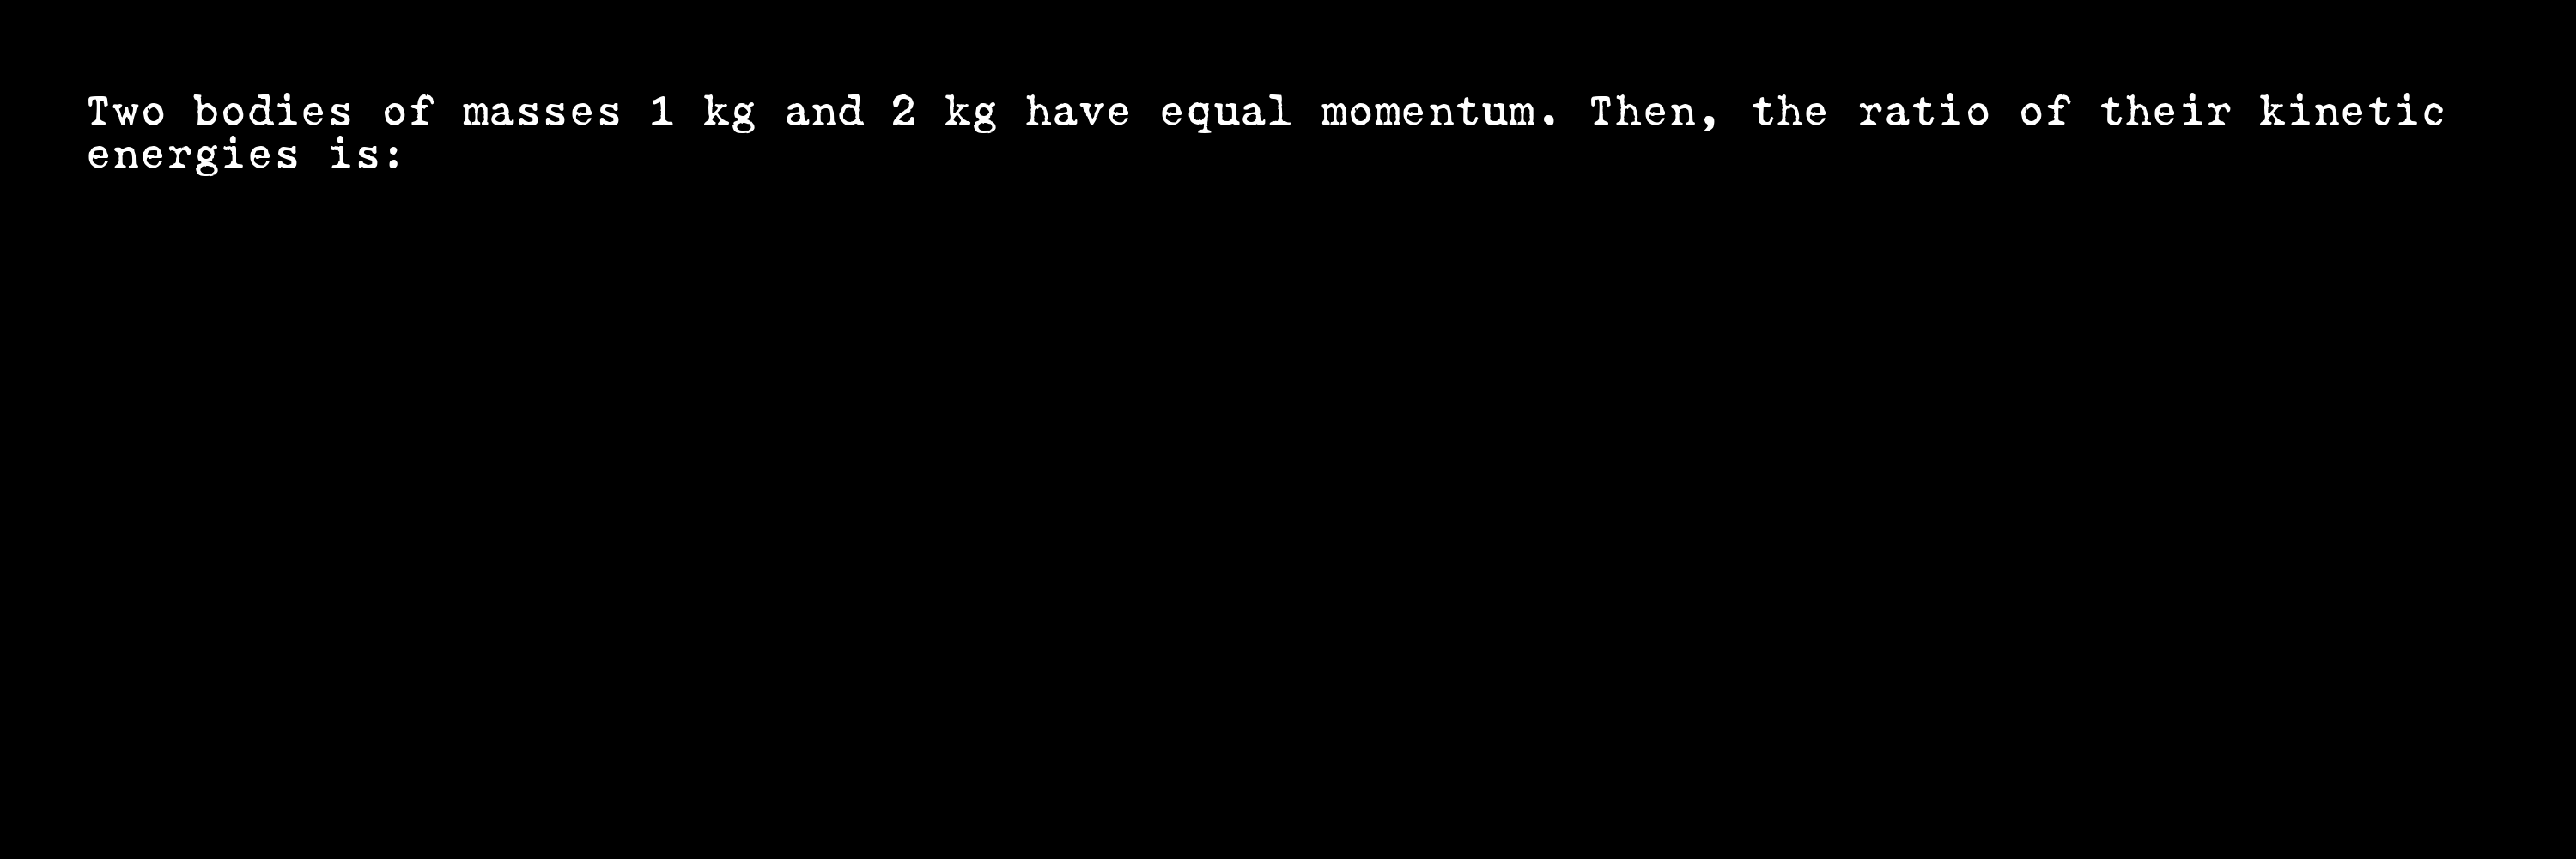 Two bodies of masses 1 kg and 2 kg have equal momentum. Then, the ratio of their kinetic
energies is: